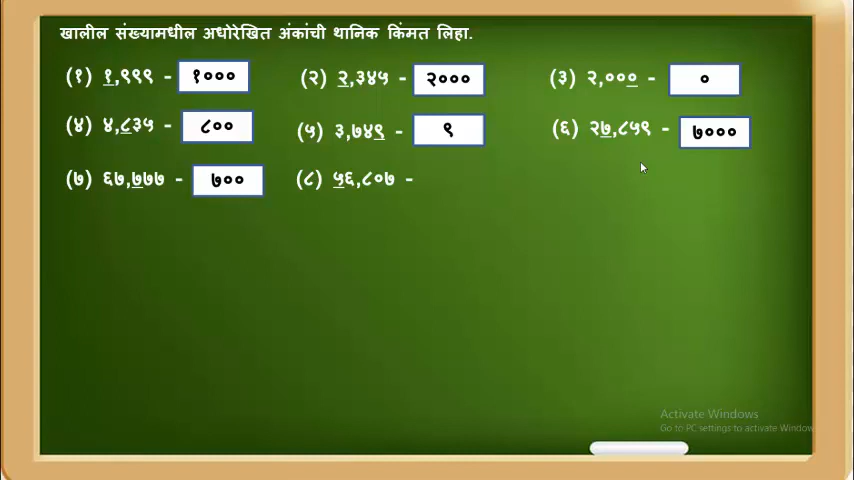 खालील संख्यामधील अधोरेखित अंकांची थानिक किंमत लिहा.
(१) १,९९९ - १००० (२) २,३४५ - २००० (३) २,००० - ०
(४) ४,८३५ - ८०० (५) ३,७४९ - ९ (६) २७,८५९ - ७०००
(७) ६७,७७७ - ७०० (८) ५६,८०७ -
Activate Windows
Go to PC settings to activate Window